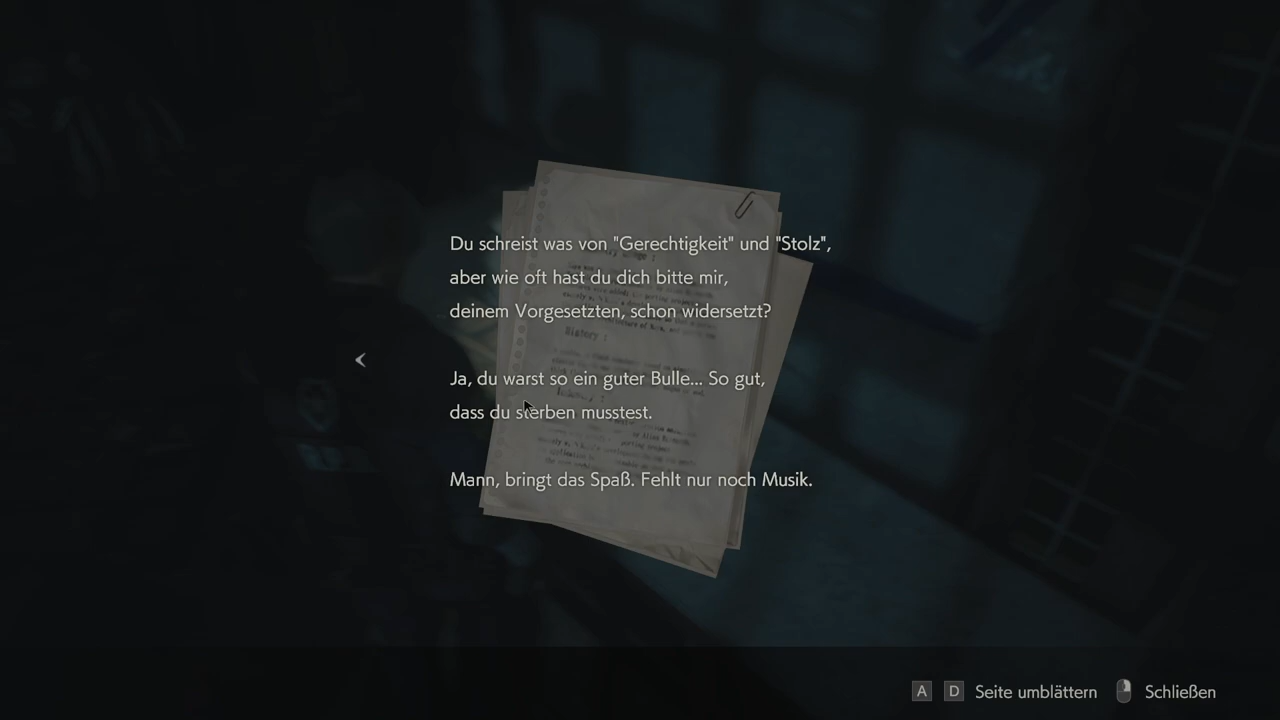 Du schreist was von "Gerechtigkeit" und "Stolz",
aber wie oft hast du dich bitte mir,
deinem Vorgesetzten, schon widersetzt?
Ja, du warst so ein guter Bulle... So gut,
dass du sterben musstest.
Mann, bringt das Spaß. Fehlt nur noch Musik.
History :
A D Seite umblättern Schließen